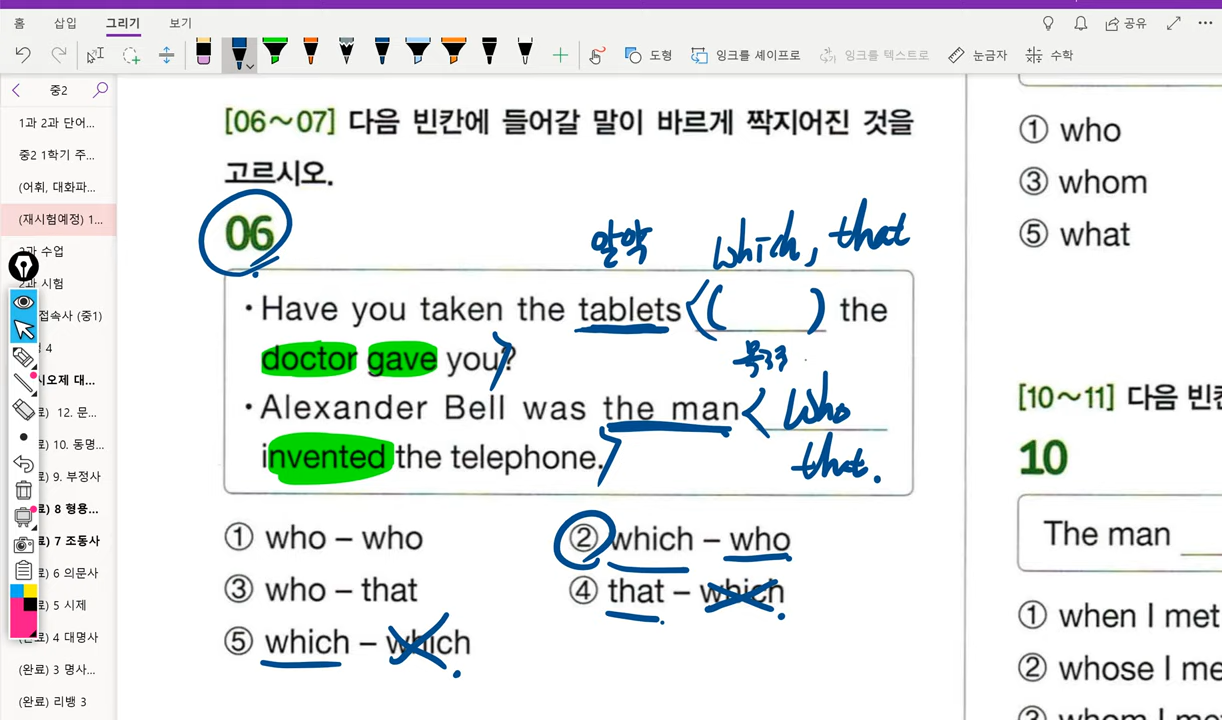 홈 삽입 그리기 보기
공유
도형 잉크를 셰이프로 잉크를 텍스트로 눈금자 수학
중2
1과 2과 단어...
중2 1학기 주...
(어휘, 대화파...
(재시험예정) 1...
2과 수업
2과 시험
접속사 (중1)
4
시오제 대...
료) 12. 문...
료) 10. 동명...
료) 9. 부정사
료) 8 형용...
료) 7 조동사
료) 6 의문사
료) 5 시제
(완료) 4 대명사
(완료) 3 명사...
(완료) 리뱅 3
[06~07] 다음 빈칸에 들어갈 말이 바르게 짝지어진 것을
고르시오.
06
알약 which, that
• Have you taken the tablets ( ) the
doctor gave you?
목적격
• Alexander Bell was the man who
invented the telephone. that.
① who – who
② which – who
③ who – that
④ that – which
⑤ which – which
① who
③ whom
⑤ what
[10~11] 다음 빈칸
10
The man
① when I met
② whose I me
③ whom I met